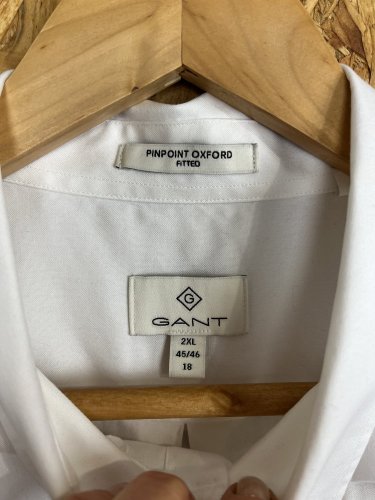 PINPOINT OXFORD
FITTED
G
GANT
2XL
45/46
18